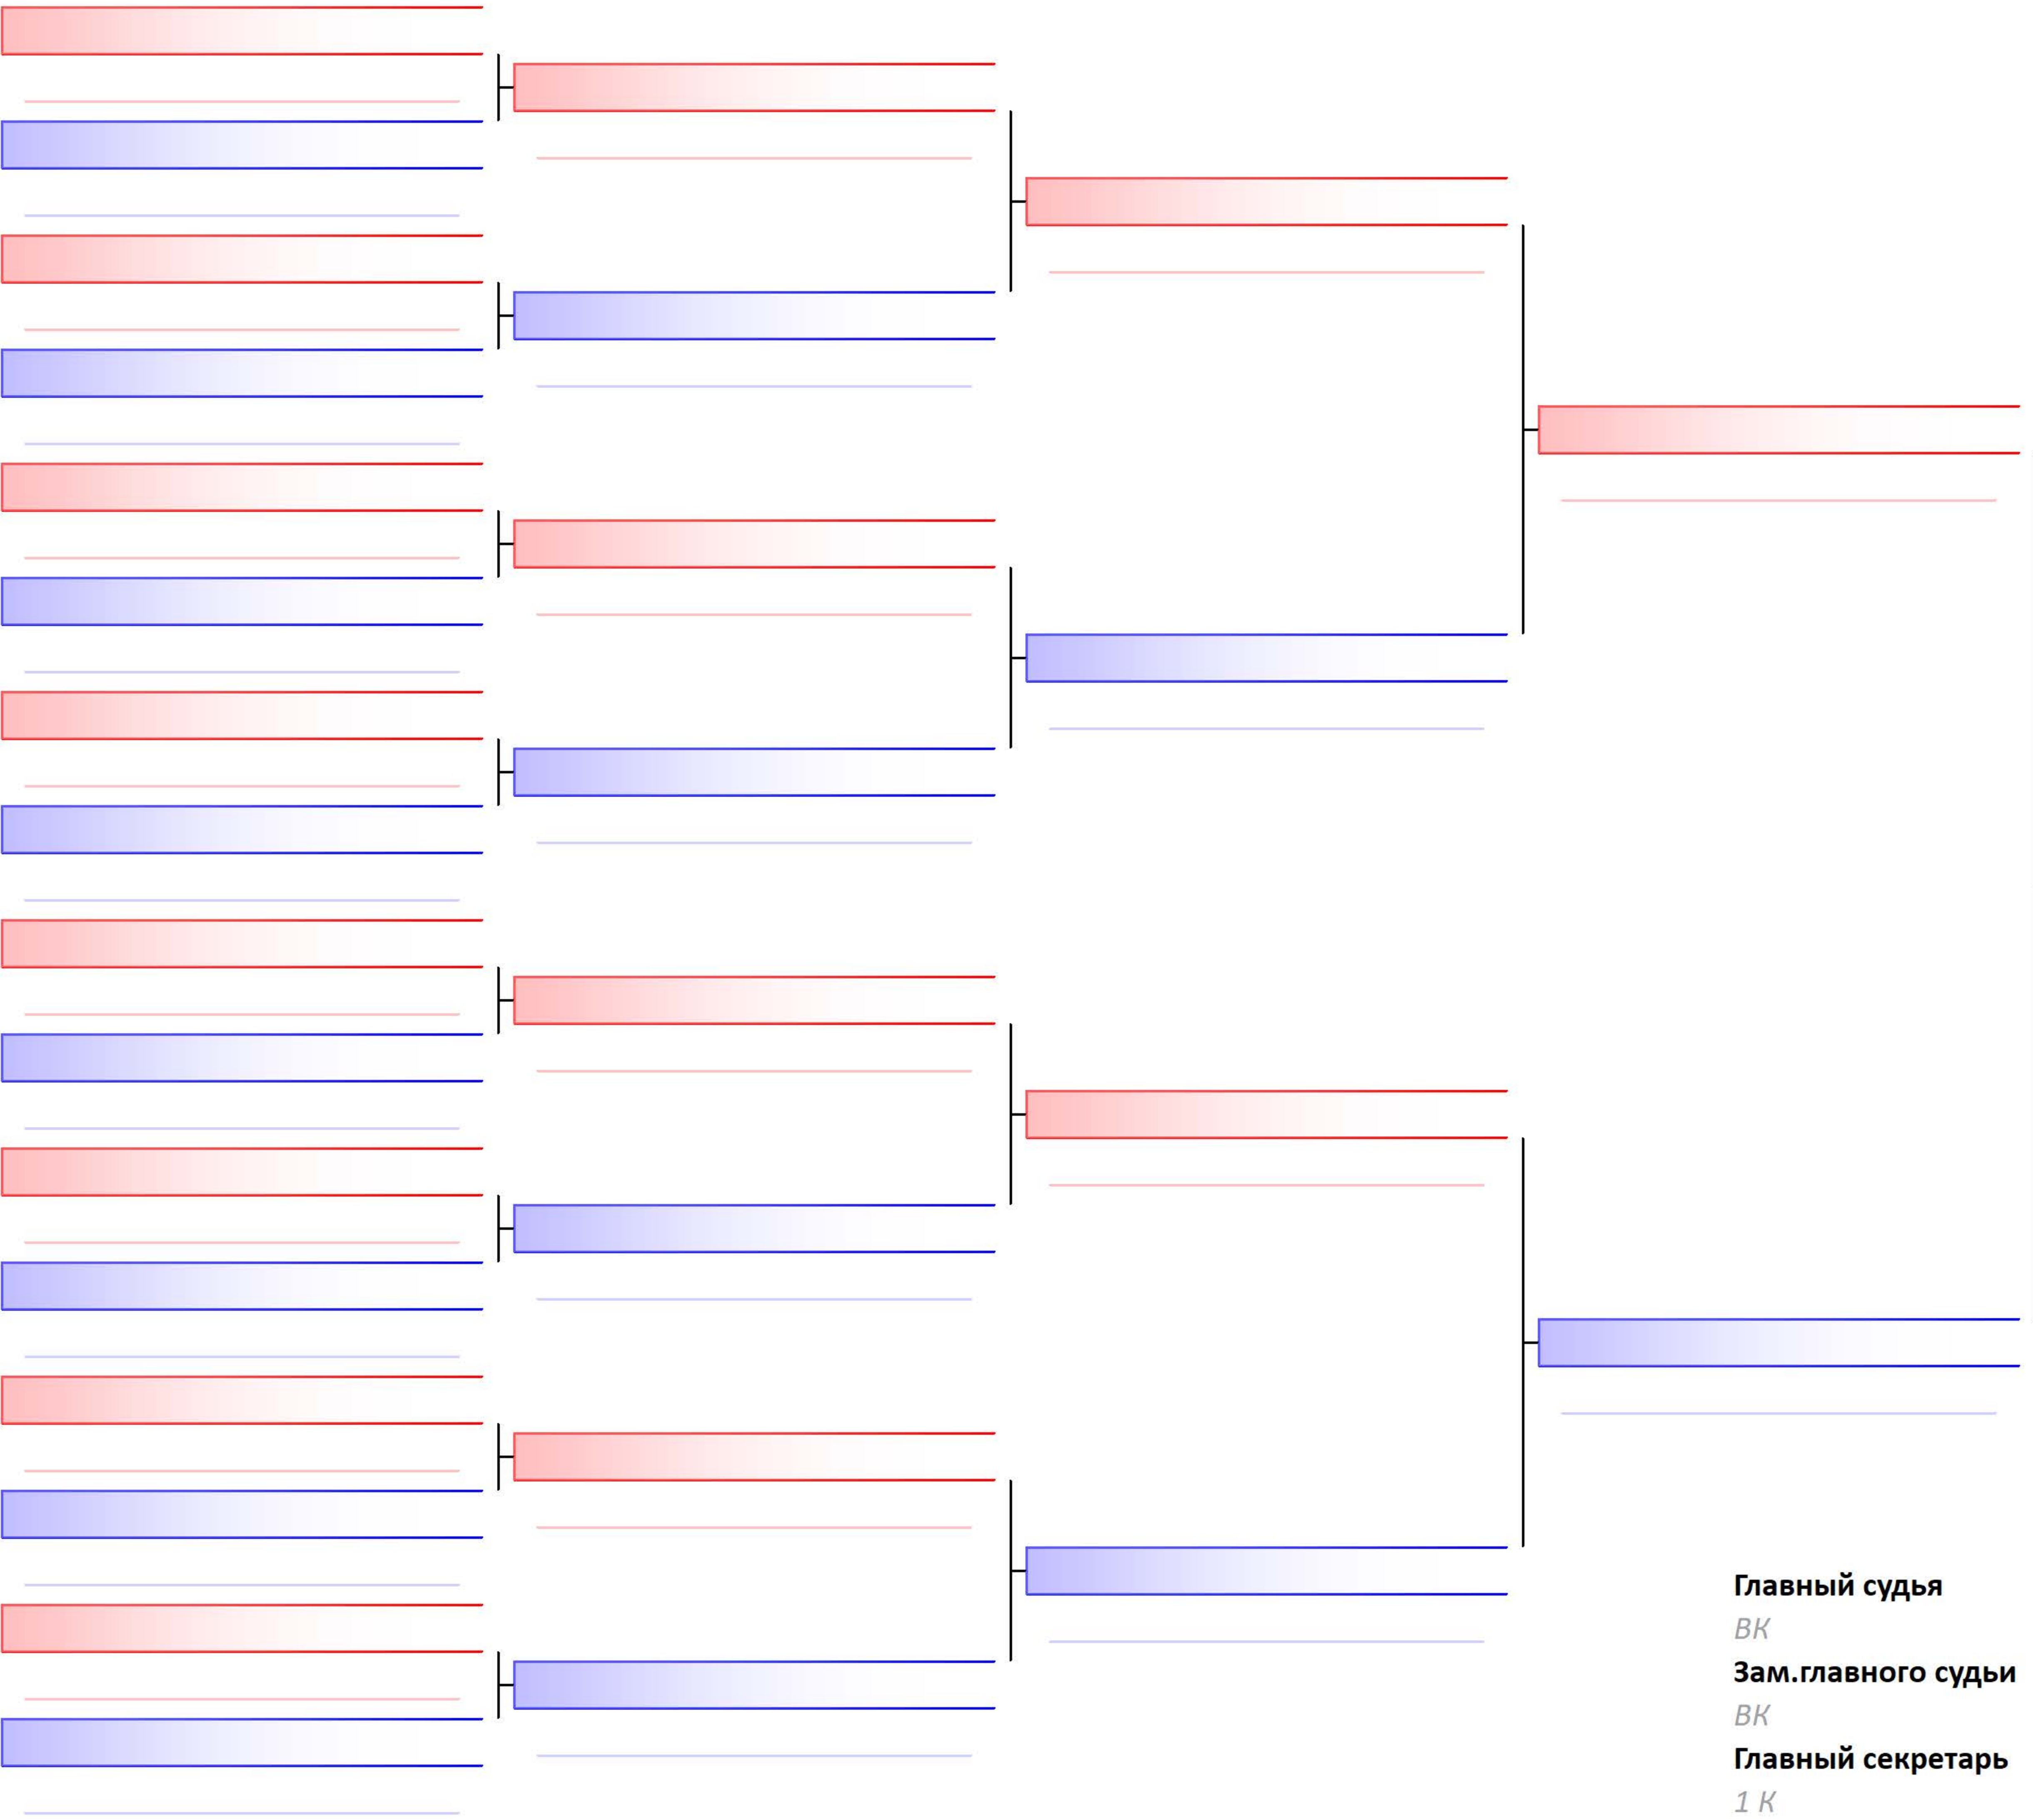 Главный судья
ВК
Зам.главного судьи
ВК
Главный секретарь
1 К